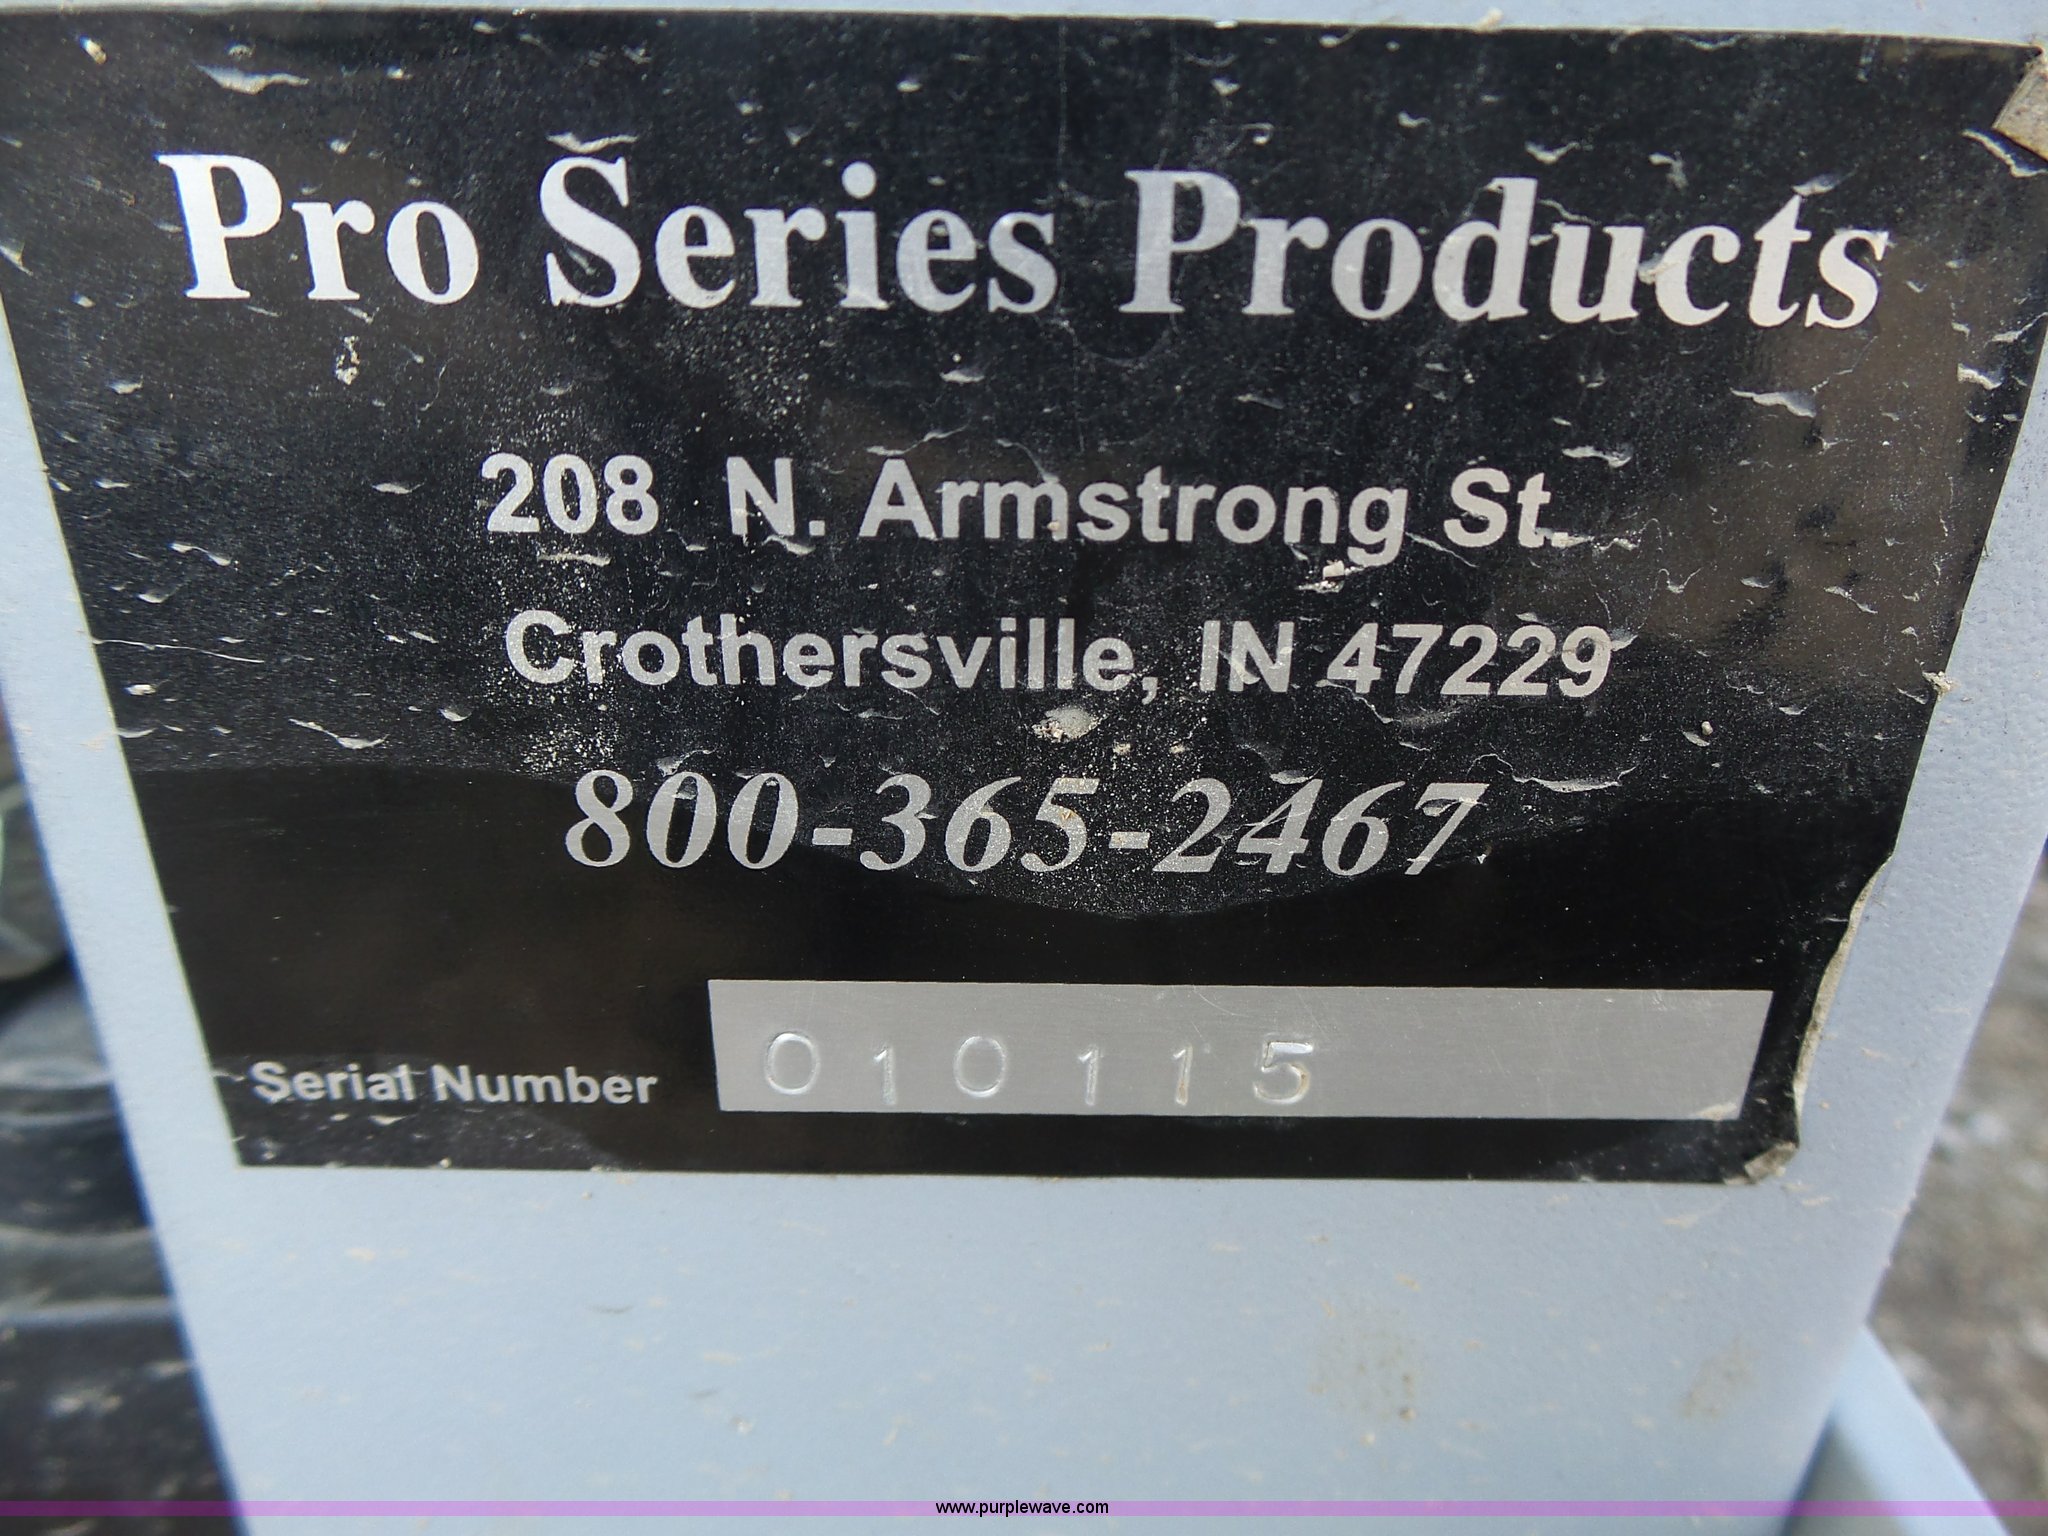 Pro Series Products
208 N. Armstrong St.
Crothersville, IN 47229
800-365-2467
Serial Number 010115
www.purplewave.com